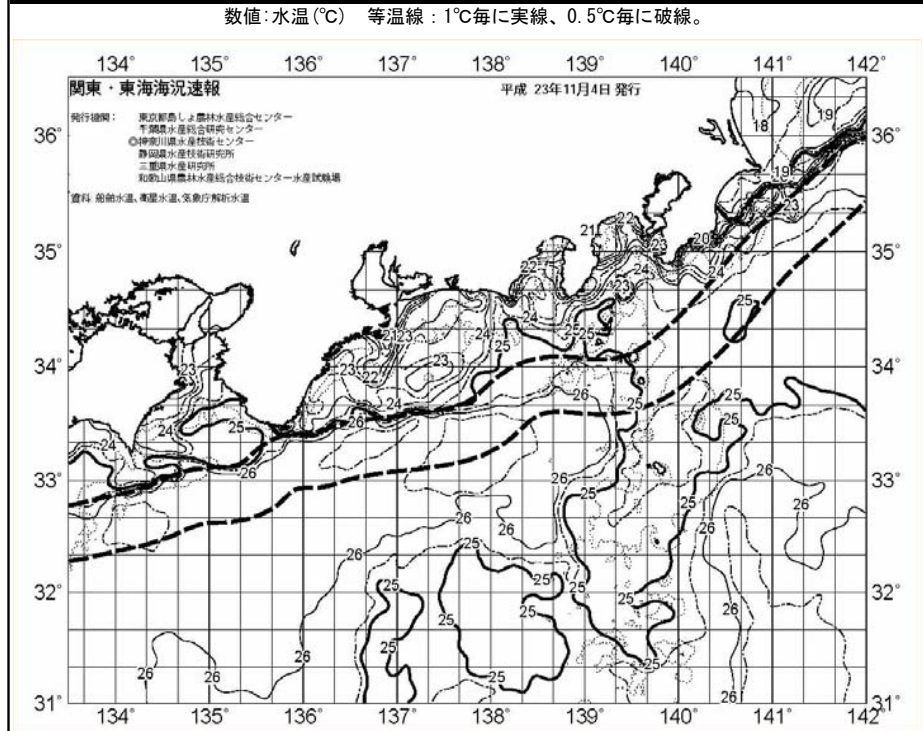 数値:水温(℃)　等温線：1℃毎に実線、0.5℃毎に破線。
134° 135° 136° 137° 138° 139° 140° 141° 142°
関東・東海海況速報
平成 23年11月4日 発行
発行機関： 東京都島しょ農林水産総合センター
千葉県水産総合研究センター
◎神奈川県水産技術センター
静岡県水産技術研究所
三重県水産研究所
和歌山県農林水産総合技術センター水産試験場
資料 船舶水温、衛星水温、気象庁解析水温
36° 18 19 36°
19
23
22
21 23 20
35° 35°
22 24 24
23
24 25 25 25
21 23 24 25
34° 34°
23 23 23
22 26
24 25 25
24 25 26
24 26 26
33° 33°
25 26 26
26 26
26 25
25 25 25
32° 32°
25 25 26
25 25
26 26 25
26
31° 31°
134° 135° 136° 137° 138° 139° 140° 141° 142°